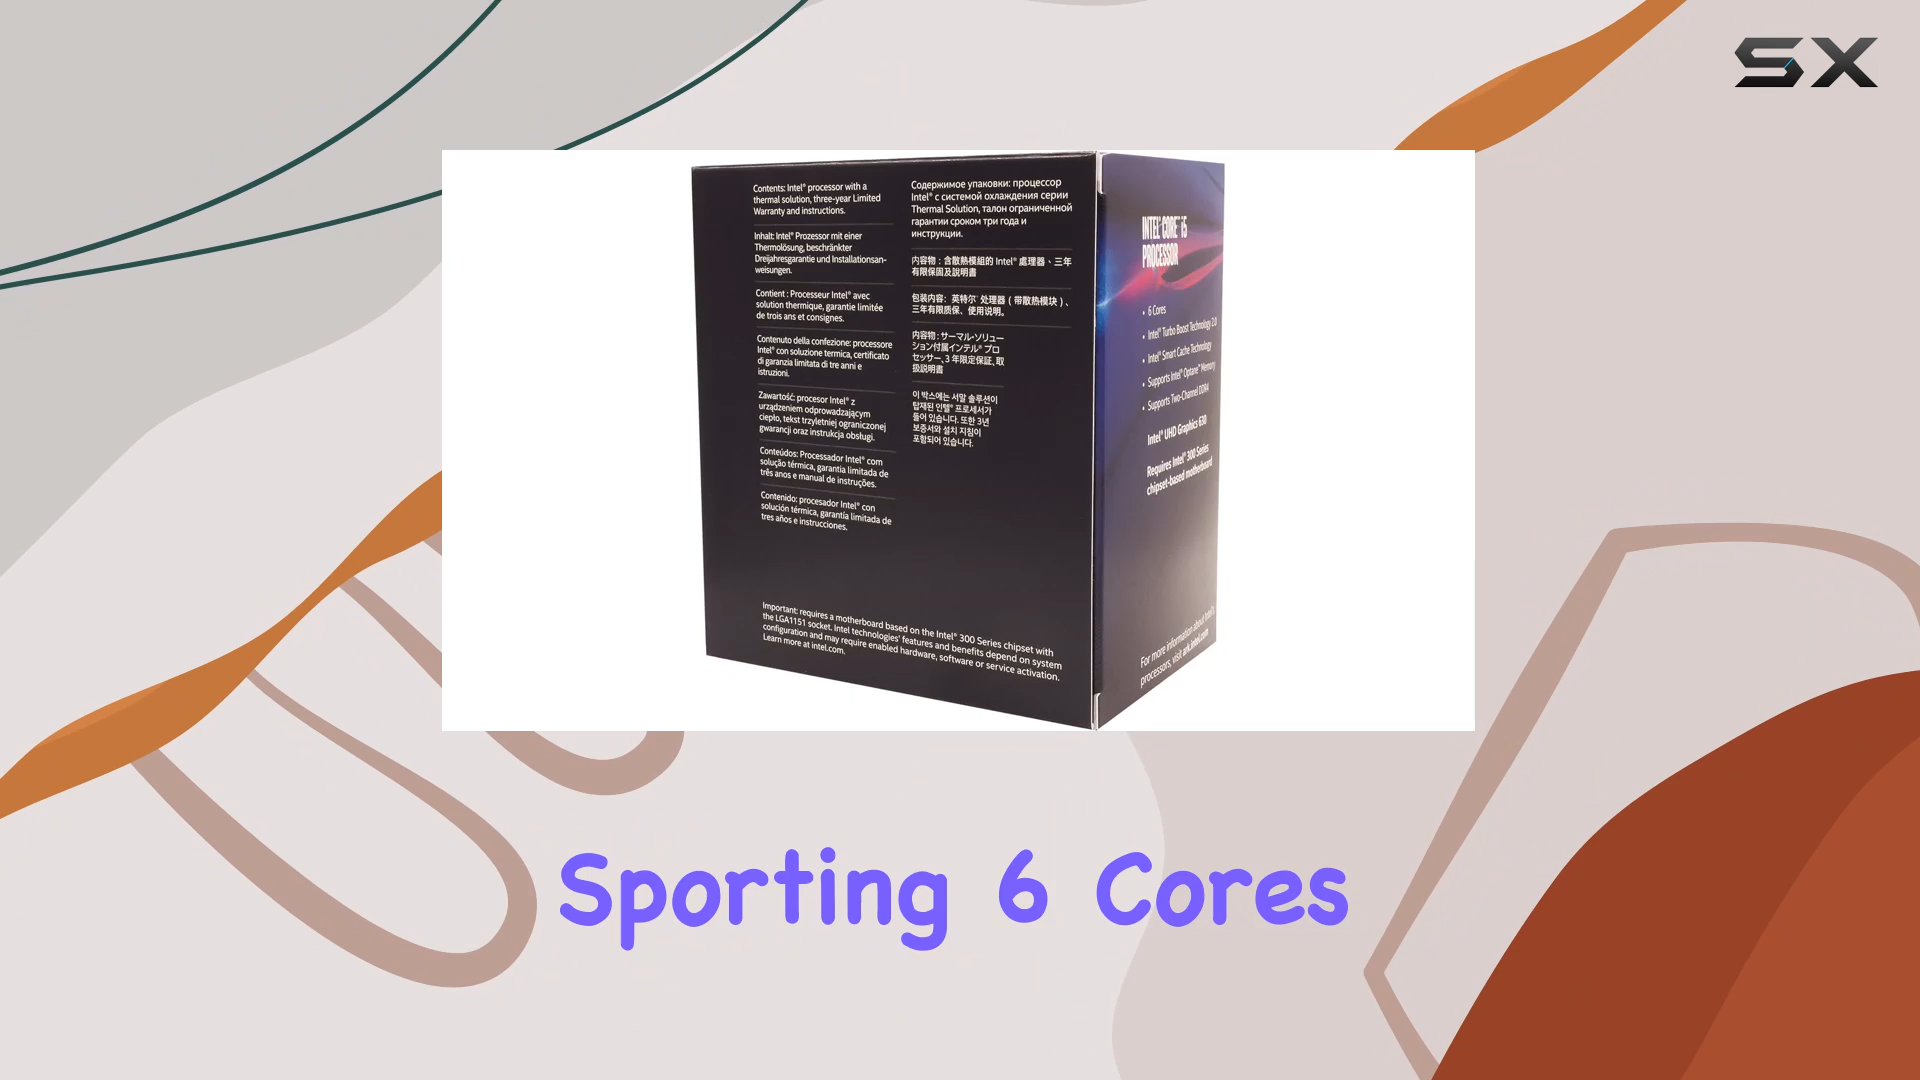 SX
Contents: Intel® processor with a
thermal solution, three-year Limited
Warranty and instructions.
Inhalt: Intel® Prozessor mit einer
Thermolösung, beschränkter
Dreijahresgarantie und Installationsan-
weisungen.
Contient : Processeur Intel® avec
solution thermique, garantie limitée
de trois ans et consignes.
Contenuto della confezione: processore
Intel® con soluzione termica, certificato
di garanzia limitata di tre anni e
istruzioni.
Zawartość: procesor Intel® z
urządzeniem odprowadzającym
ciepło, tekst trzyletniej ograniczonej
gwarancji oraz instrukcja obsługi.
Conteúdos: Processador Intel® com
solução térmica, garantia limitada de
três anos e manual de instruções.
Contenido: procesador Intel® con
solución térmica, garantía limitada de
tres años e instrucciones.
Содержимое упаковки: процессор
Intel® с системой охлаждения серии
Thermal Solution, талон ограниченной
гарантии сроком три года и
инструкции.
內容物：含散熱模組的 Intel® 處理器、三年
有限保固及說明書
包装内容：英特尔® 处理器（带散热模块）、
三年有限质保、使用说明。
内容物：サーマル・ソリュー
ション付属インテル® プロ
セッサー、3 年限定保証、取
扱説明書
이 박스에는 서말 솔루션이
탑재된 인텔® 프로세서가
들어 있습니다. 또한 3년
보증서와 설치 지침이
포함되어 있습니다.
Important: requires a motherboard based on the Intel® 300 Series chipset with
the LGA1151 socket. Intel technologies' features and benefits depend on system
configuration and may require enabled hardware, software or service activation.
Learn more at intel.com.
INTEL® CORE™ i5
PROCESSOR
• 6 Cores
• Intel® Turbo Boost Technology 2.0
• Intel® Smart Cache Technology
• Supports Intel® Optane™ Memory
• Supports Two-Channel DDR4
Intel® UHD Graphics 630
Requires Intel® 300 Series
chipset-based motherboard
For more information about Intel's
processors, visit ark.intel.com
Sporting 6 Cores